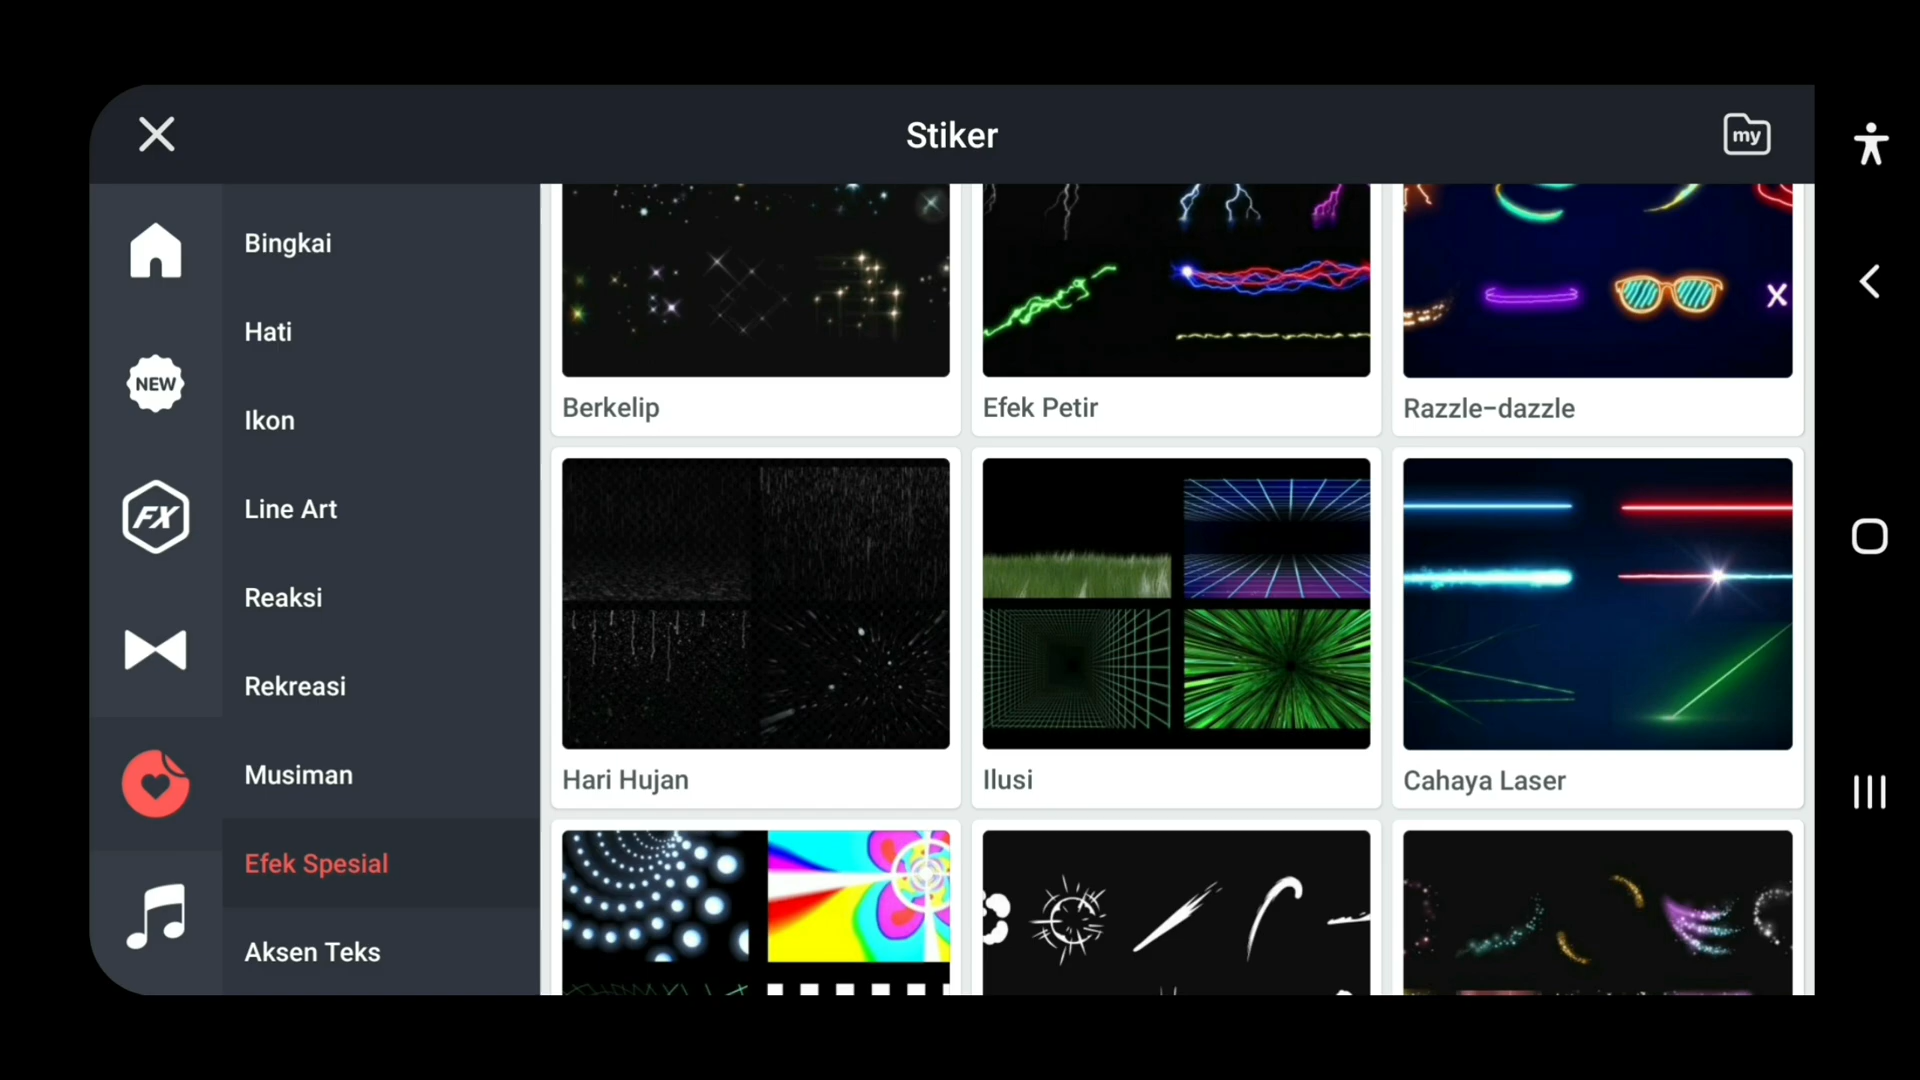 Stiker
my
NEW
FX
Bingkai
Hati
Ikon
Line Art
Reaksi
Rekreasi
Musiman
Efek Spesial
Aksen Teks
Berkelip
Efek Petir
Razzle-dazzle
Hari Hujan
Ilusi
Cahaya Laser